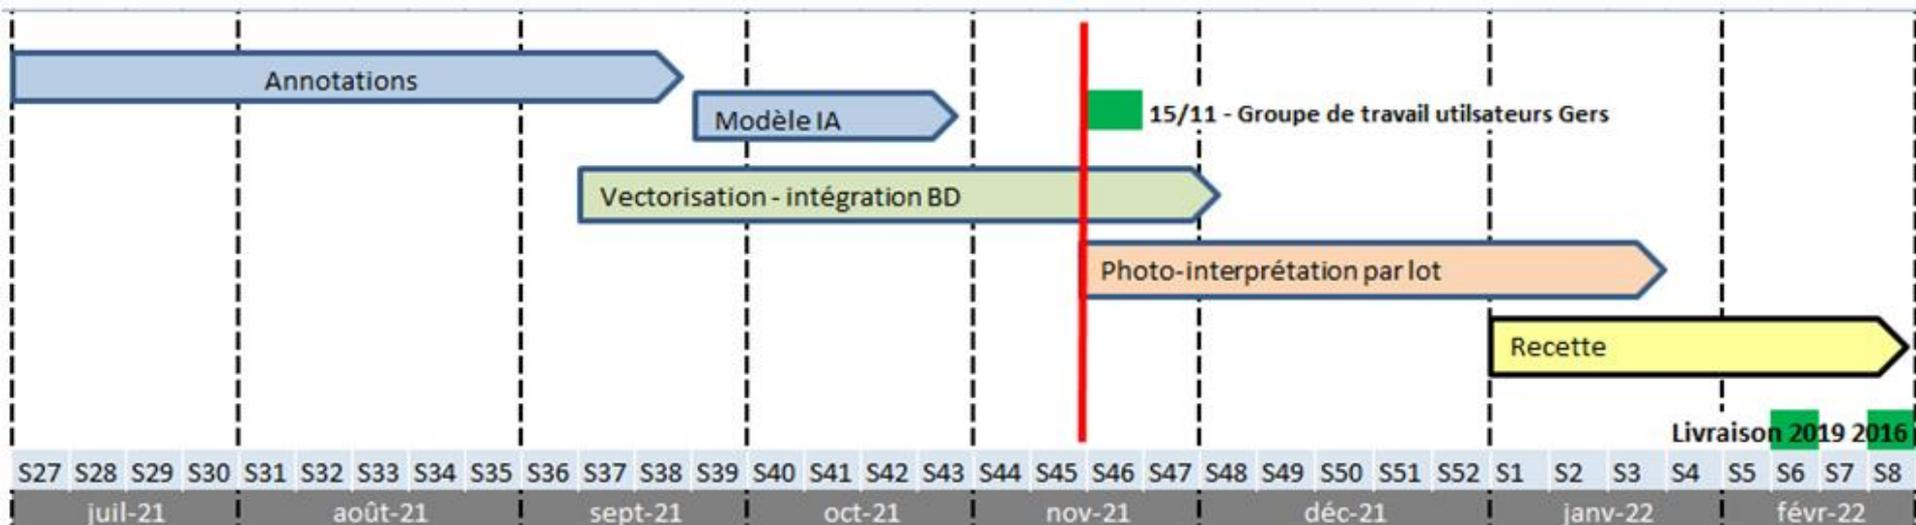 Annotations
Modèle IA
15/11 - Groupe de travail utilsateurs Gers
Vectorisation - intégration BD
Photo-interprétation par lot
Recette
Livraison 2019 2016
S27 S28 S29 S30 S31 S32 S33 S34 S35 S36 S37 S38 S39 S40 S41 S42 S43 S44 S45 S46 S47 S48 S49 S50 S51 S52 S1 S2 S3 S4 S5 S6 S7 S8
juil-21 août-21 sept-21 oct-21 nov-21 déc-21 janv-22 févr-22